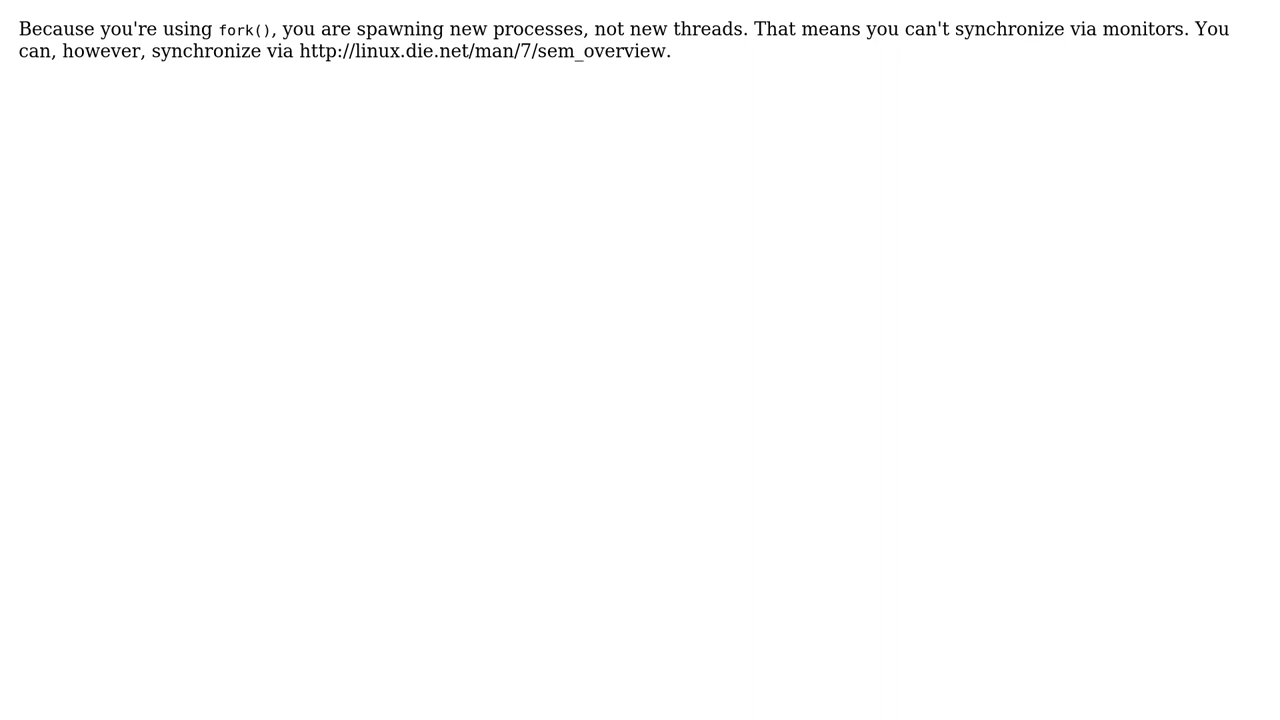 Because you're using fork(), you are spawning new processes, not new threads. That means you can't synchronize via monitors. You
can, however, synchronize via http://linux.die.net/man/7/sem_overview.